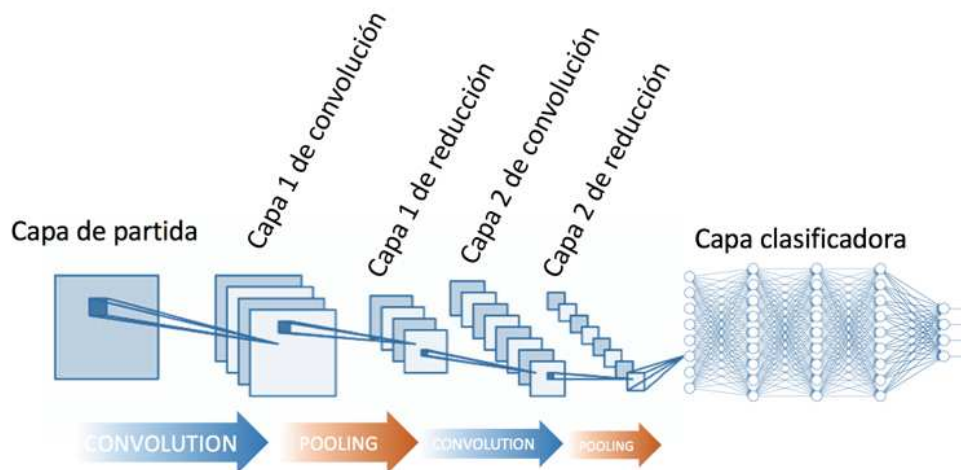 Capa de partida
Capa 1 de convolución
Capa 1 de reducción
Capa 2 de convolución
Capa 2 de reducción
Capa clasificadora
CONVOLUTION
POOLING
CONVOLUTION
POOLING